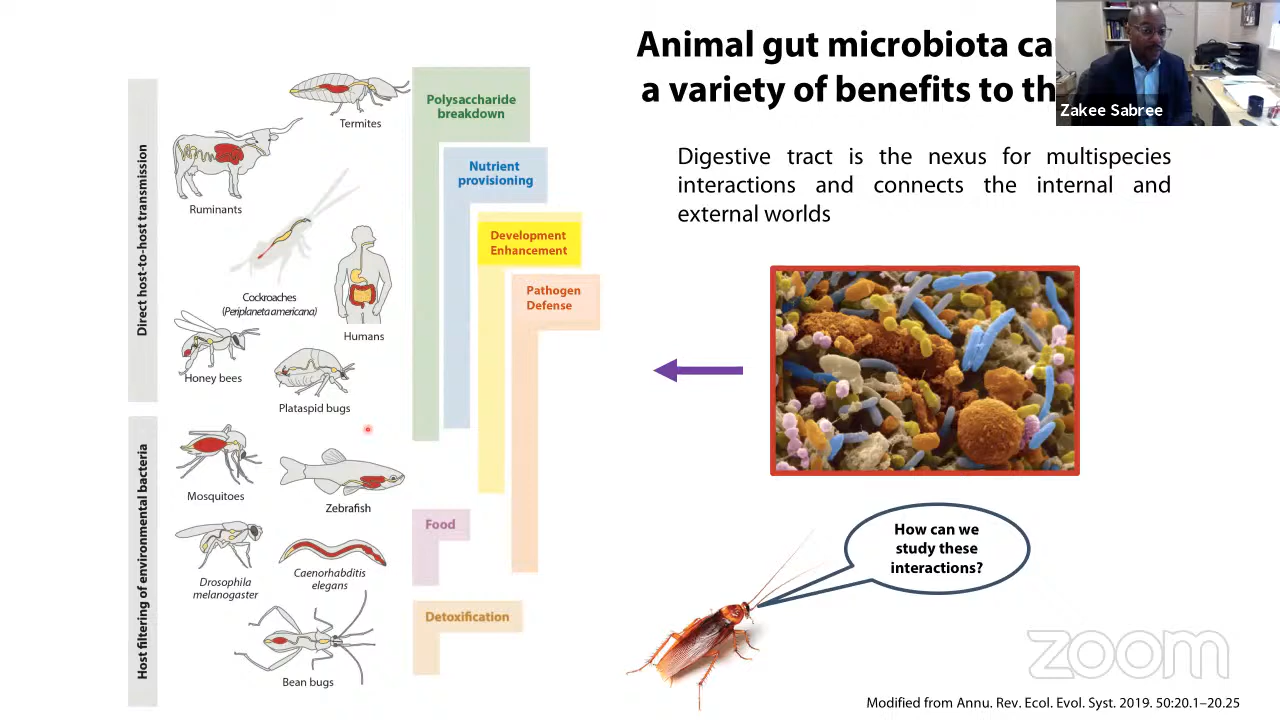 Animal gut microbiota ca
a variety of benefits to th
Zakee Sabree
Digestive tract is the nexus for multispecies
interactions and connects the internal and
external worlds
Direct host-to-host transmission
Host filtering of environmental bacteria
Termites
Ruminants
Cockroaches
(Periplaneta americana)
Humans
Honey bees
Plataspid bugs
Mosquitoes
Zebrafish
Drosophila
melanogaster
Caenorhabditis
elegans
Bean bugs
Polysaccharide
breakdown
Nutrient
provisioning
Development
Enhancement
Pathogen
Defense
Food
Detoxification
How can we
study these
interactions?
zoom
Modified from Annu. Rev. Ecol. Evol. Syst. 2019. 50:20.1–20.25